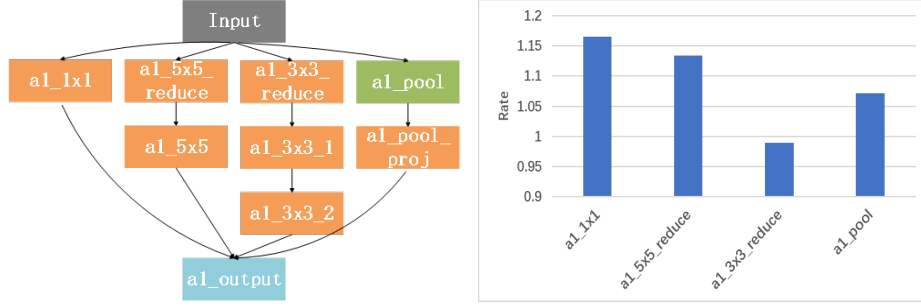 Input
a1_1x1
a1_5x5_
reduce
a1_3x3_
reduce
a1_pool
a1_5x5
a1_3x3_1
a1_pool_
proj
a1_3x3_2
a1_output
1.2
1.15
1.1
1.05
1
0.95
0.9
Rate
a1_1x1
a1_5x5_reduce
a1_3x3_reduce
a1_pool